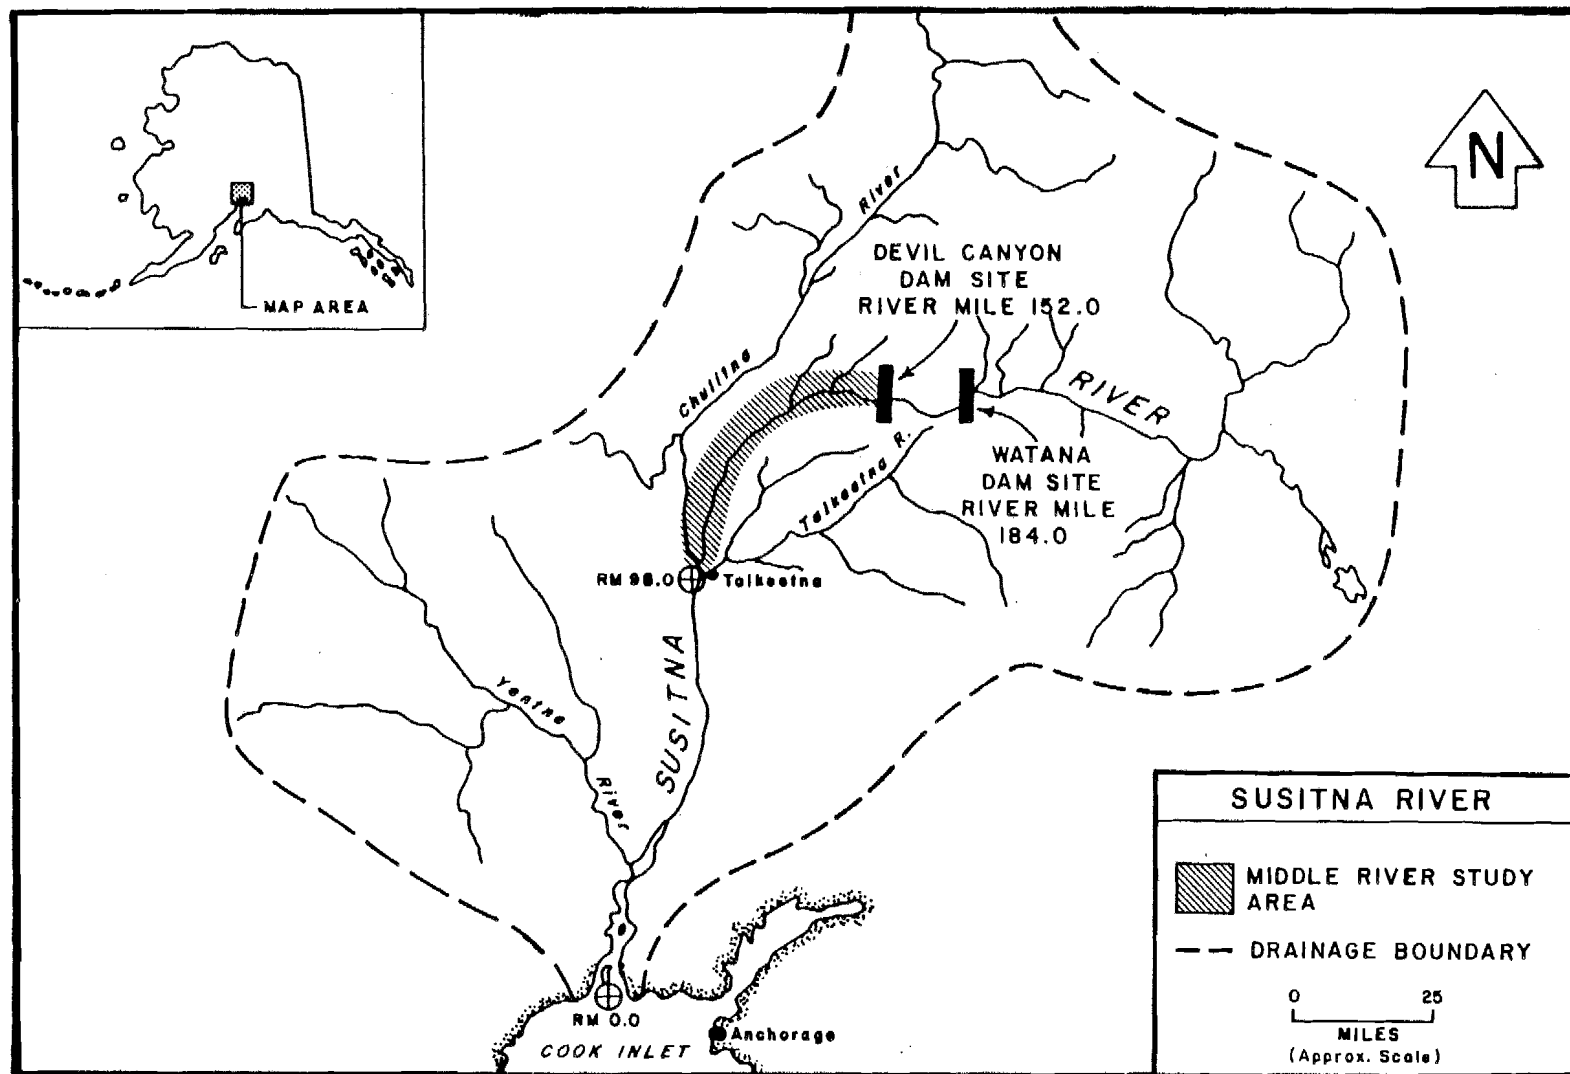 MAP AREA
N
River
DEVIL CANYON
DAM SITE
RIVER MILE 152.0
Chulitna
RIVER
Talkeetna R.
WATANA
DAM SITE
RIVER MILE
184.0
RM 98.0
Talkeetna
SUSITNA
Yentna
River
RM 0.0
COOK INLET
Anchorage
SUSITNA RIVER
MIDDLE RIVER STUDY
AREA
DRAINAGE BOUNDARY
0 25
MILES
(Approx. Scale)